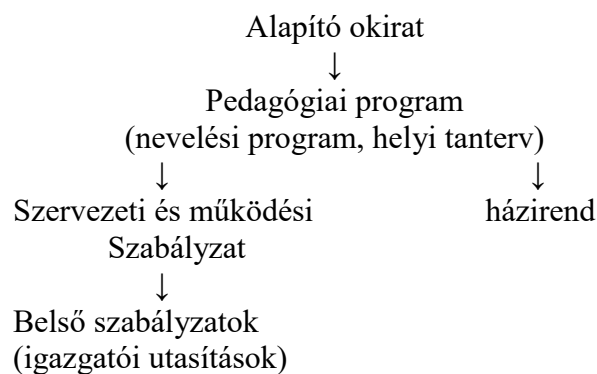 Alapító okirat
↓
Pedagógiai program
(nevelési program, helyi tanterv)
↓ ↓
Szervezeti és működési házirend
Szabályzat
↓
Belső szabályzatok
(igazgatói utasítások)